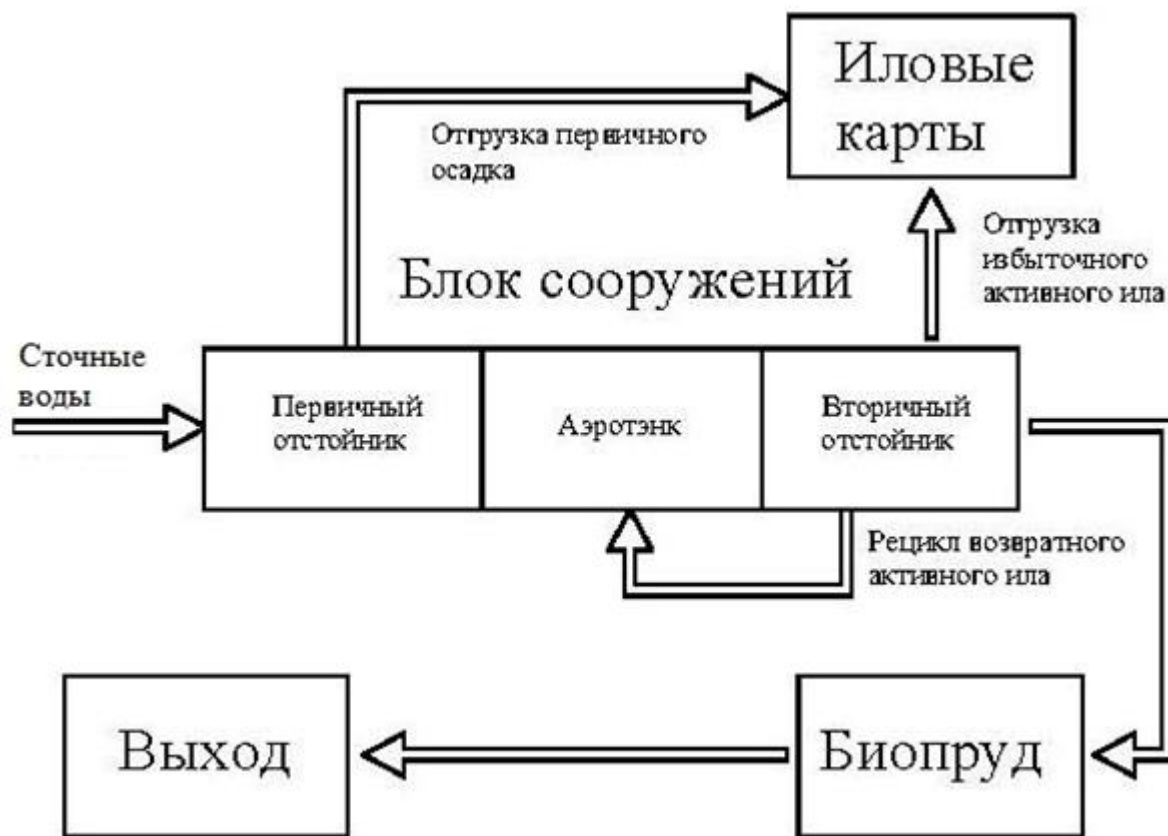 Иловые
карты
Отгрузка первичного
осадка
Отгрузка
избыточного
активного ила
Блок сооружений
Сточные
воды
Первичный
отстойник
Аэротэнк
Вторичный
отстойник
Рецикл возвратного
активного ила
Выход
Биопруд